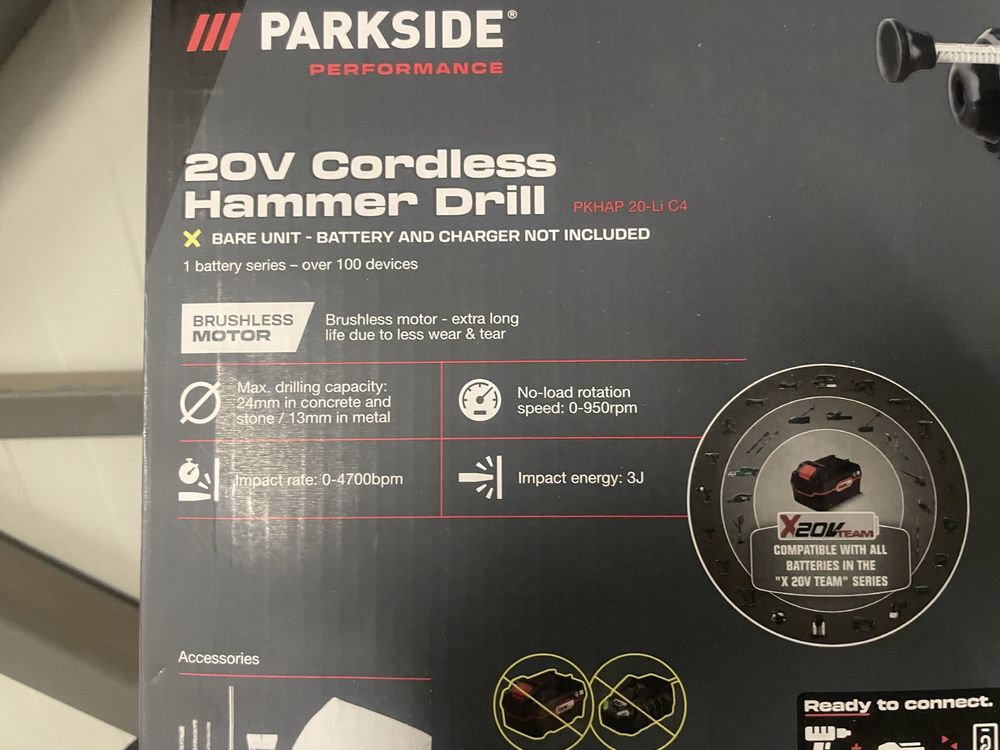 PARKSIDE®
PERFORMANCE
20V Cordless
Hammer Drill PKHAP 20-Li C4
X BARE UNIT - BATTERY AND CHARGER NOT INCLUDED
1 battery series – over 100 devices
BRUSHLESS
MOTOR
Brushless motor - extra long
life due to less wear & tear
Max. drilling capacity:
24mm in concrete and
stone / 13mm in metal
No-load rotation
speed: 0-950rpm
Impact rate: 0-4700bpm
Impact energy: 3J
X20VTEAM
COMPATIBLE WITH ALL
BATTERIES IN THE
"X 20V TEAM" SERIES
Accessories
Ready to connect.